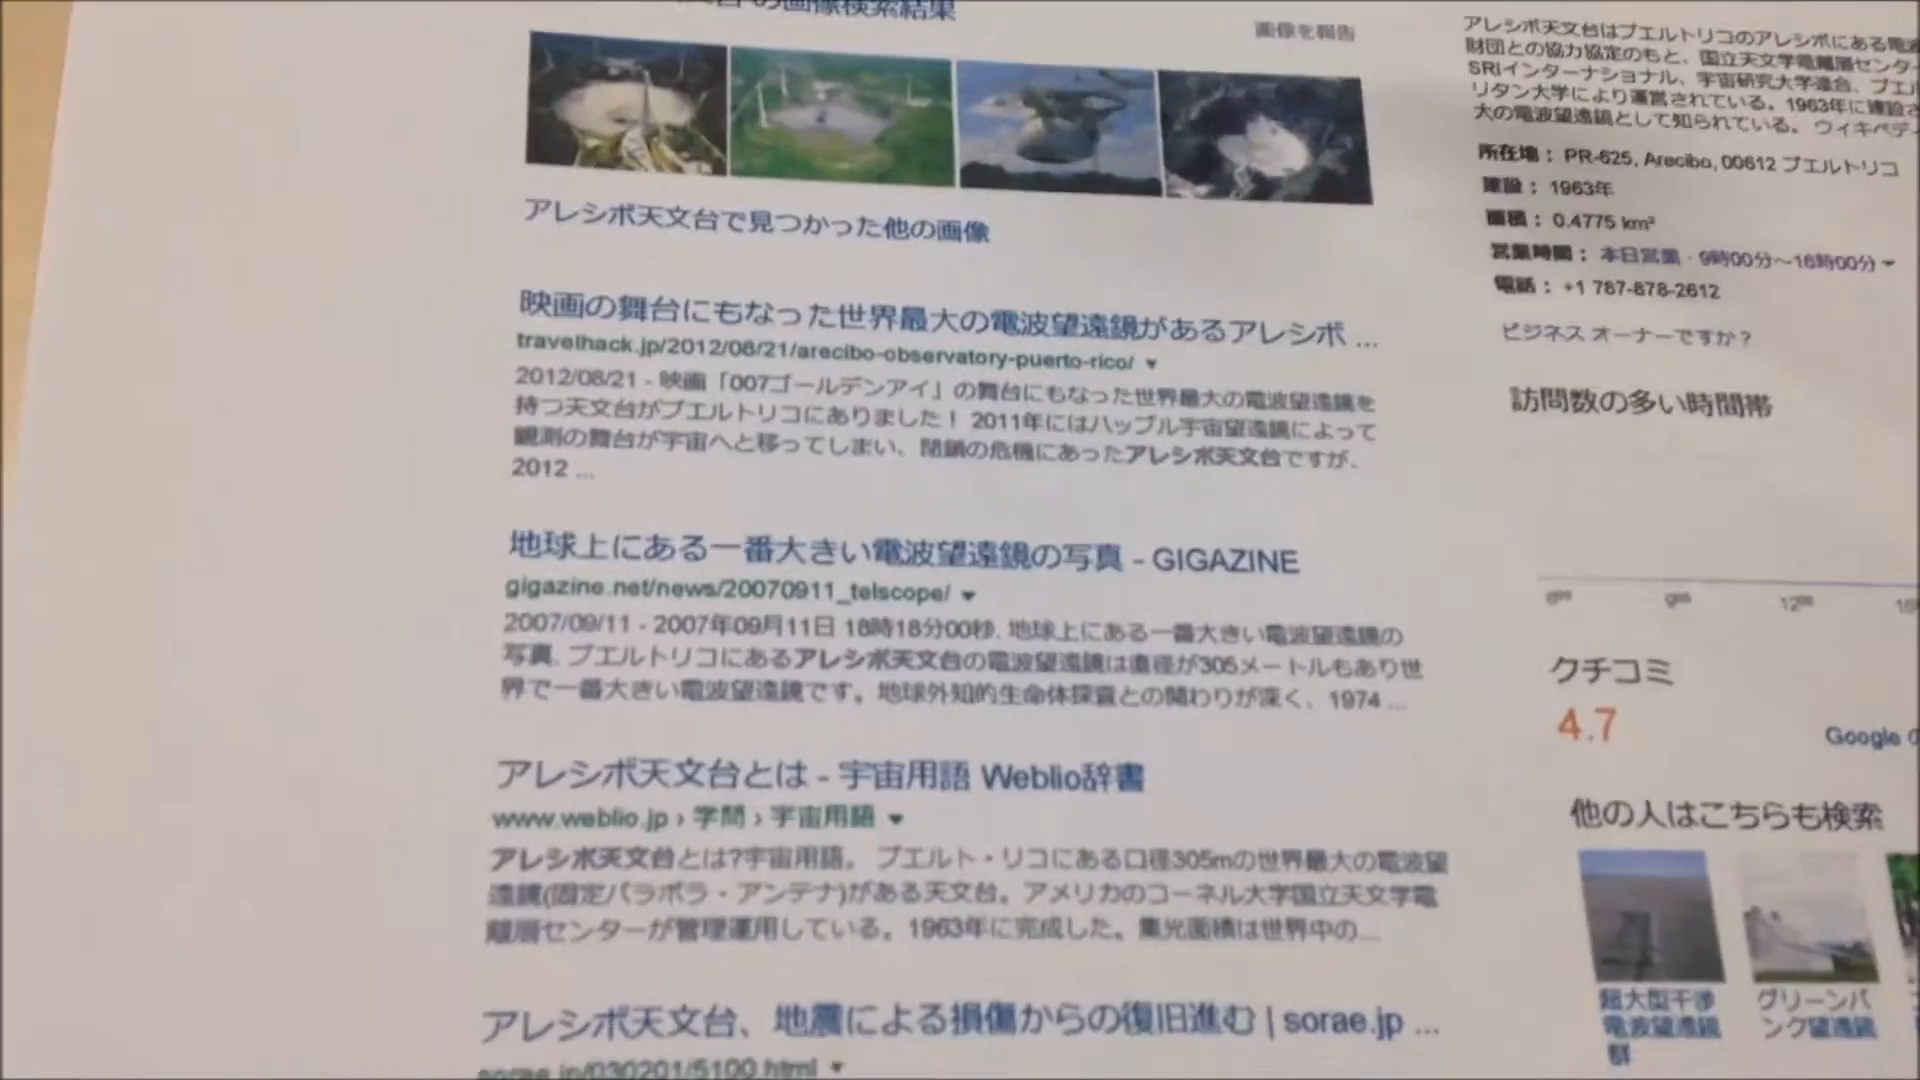 の画像検索結果
画像を報告
アレシボ天文台で見つかった他の画像
映画の舞台にもなった世界最大の電波望遠鏡があるアレシボ ...
travelhack.jp/2012/08/21/arecibo-observatory-puerto-rico/
2012/08/21 - 映画「007ゴールデンアイ」の舞台にもなった世界最大の電波望遠鏡を
持つ天文台がプエルトリコにありました！ 2011年にはハッブル宇宙望遠鏡によって
観測の舞台が宇宙へと移ってしまい、閉鎖の危機にあったアレシボ天文台ですが、
2012 ...
地球上にある一番大きい電波望遠鏡の写真 - GIGAZINE
gigazine.net/news/20070911_telscope/
2007/09/11 - 2007年09月11日 18時18分00秒. 地球上にある一番大きい電波望遠鏡の
写真. プエルトリコにあるアレシボ天文台の電波望遠鏡は直径が305メートルもあり世
界で一番大きい電波望遠鏡です。地球外知的生命体探査との関わりが深く、1974 ...
アレシボ天文台とは - 宇宙用語 Weblio辞書
www.weblio.jp › 学問 › 宇宙用語
アレシボ天文台とは?宇宙用語。 プエルト・リコにある口径305mの世界最大の電波望
遠鏡(固定パラボラ・アンテナ)がある天文台。アメリカのコーネル大学国立天文学電
離層センターが管理運用している。1963年に完成した。集光面積は世界中の...
アレシボ天文台、地震による損傷からの復旧進む | sorae.jp ...
sorae.jp/030201/5100.html
アレシボ天文台はプエルトリコのアレシボにある電波
財団との協力協定のもと、国立天文学電離層センター
SRIインターナショナル、宇宙研究大学連合、プエル
リタン大学により運営されている。1963年に建設さ
大の電波望遠鏡として知られている。 ウィキペディ
所在地： PR-625, Arecibo, 00612 プエルトリコ
建設： 1963年
面積： 0.4775 km²
営業時間： 本日営業 · 9時00分～16時00分
電話： +1 787-878-2612
ビジネス オーナーですか？
訪問数の多い時間帯
クチコミ
4.7
Google
他の人はこちらも検索
超大型干渉
電波望遠鏡
群
グリーンバ
ンク望遠鏡